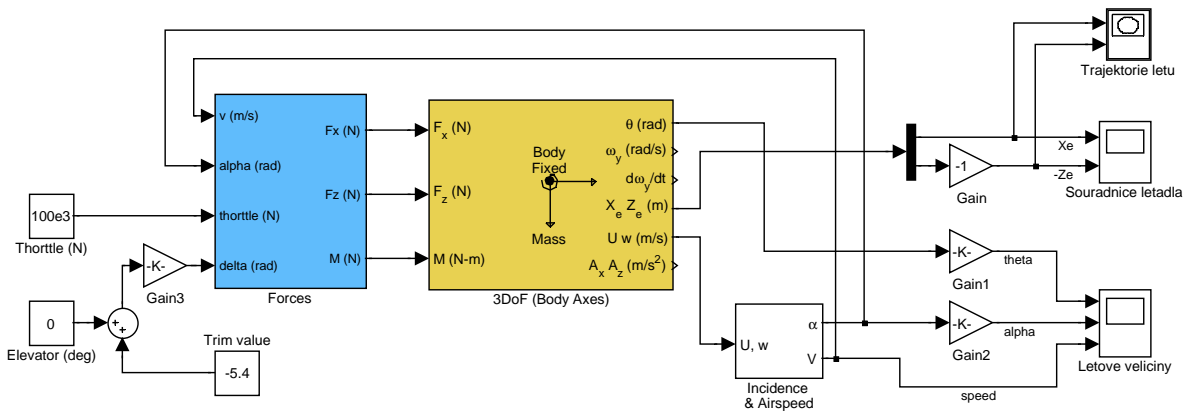 Trajektorie letu
v (m/s)
alpha (rad)
thorttle (N)
delta (rad)
Fx (N)
Fz (N)
M (N)
Forces
F_x (N)
F_z (N)
M (N-m)
Body
Fixed
Mass
θ (rad)
ω_y (rad/s)
dω_y/dt
X_e Z_e (m)
U w (m/s)
A_x A_z (m/s²)
3DoF (Body Axes)
-1
Gain
Xe
-Ze
Souradnice letadla
100e3
Thorttle (N)
-K-
Gain3
0
Elevator (deg)
+
+
Trim value
-5.4
U, w
α
V
Incidence
& Airspeed
-K-
Gain1
theta
-K-
Gain2
alpha
speed
Letove veliciny